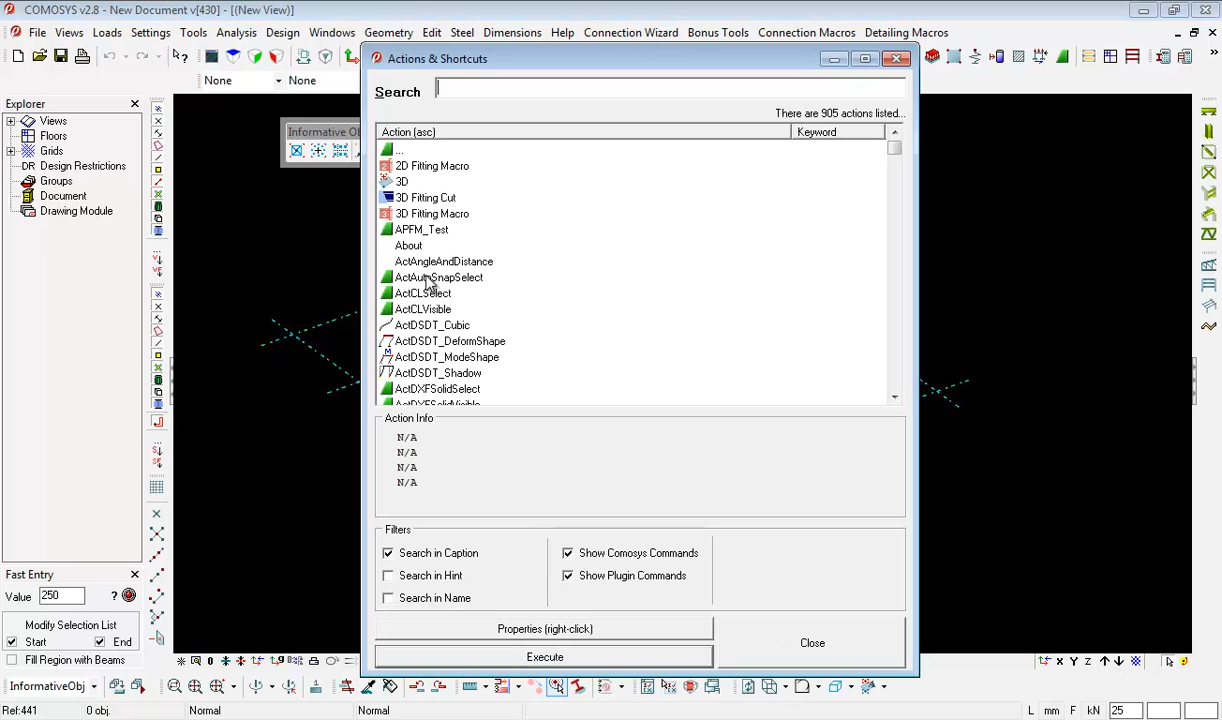 COMOSYS v2.8 - New Document v[430] - [(New View)]
File Views Loads Settings Tools Analysis Design Windows Geometry Edit Steel Dimensions Help Connection Wizard Bonus Tools Connection Macros Detailing Macros
None None
Explorer
Views
Floors
Grids
DR Design Restrictions
Groups
Document
Drawing Module
Informative Ob
Actions & Shortcuts
Search
There are 905 actions listed...
Action (asc) Keyword
...
2D Fitting Macro
3D
3D Fitting Cut
3D Fitting Macro
APFM_Test
About
ActAngleAndDistance
ActAutoSnapSelect
ActCLSelect
ActCLVisible
ActDSDT_Cubic
ActDSDT_DeformShape
ActDSDT_ModeShape
ActDSDT_Shadow
ActDXFSolidSelect
ActDXFSolidVisible
Action Info
N/A
N/A
N/A
N/A
Filters
Search in Caption
Search in Hint
Search in Name
Show Comosys Commands
Show Plugin Commands
Properties (right-click)
Execute
Close
Fast Entry
Value 250 ?
Modify Selection List
Start End
Fill Region with Beams
X Y Z
InformativeObj
Ref:441 0 obj. Normal Normal L mm F kN 25